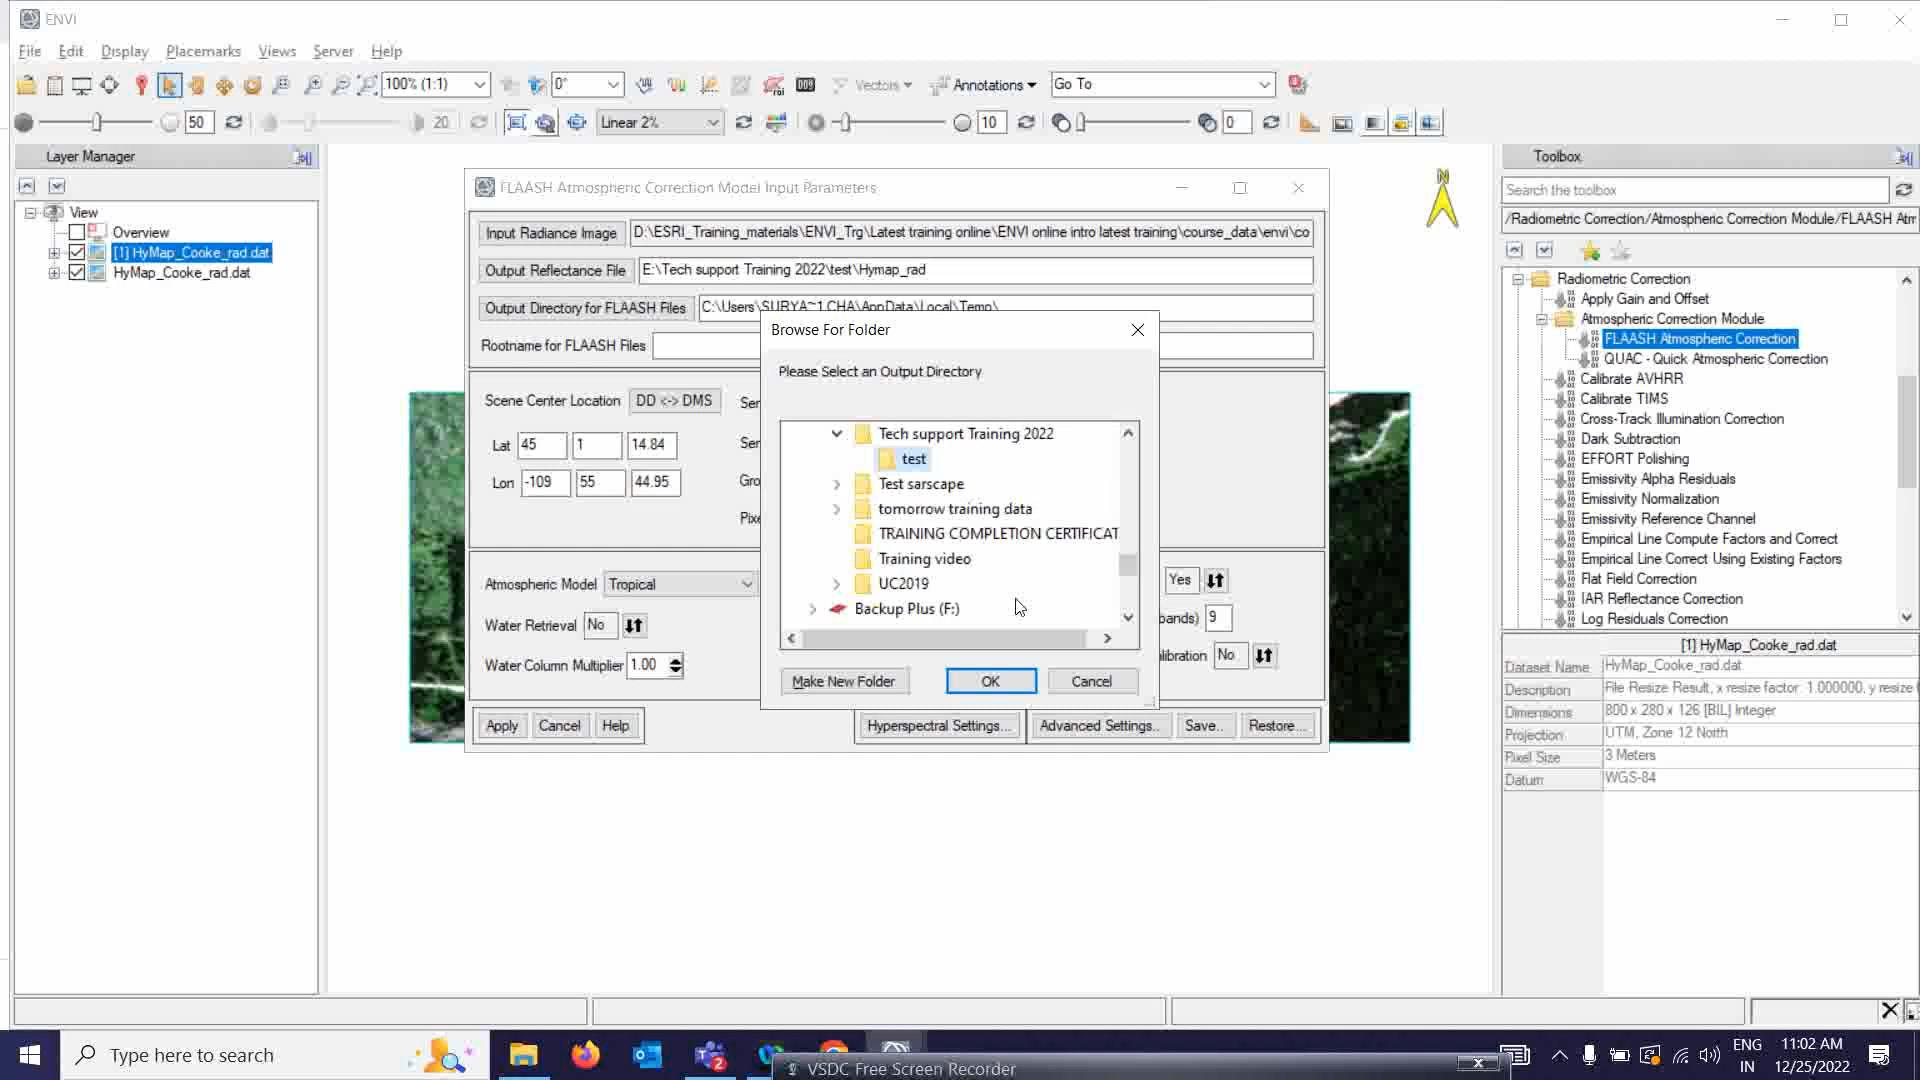 ENVI
File Edit Display Placemarks Views Server Help
100% (1:1) 0° Vectors Annotations Go To
50 20 Linear 2% 10 0
Layer Manager
View
Overview
[1] HyMap_Cooke_rad.dat
HyMap_Cooke_rad.dat
FLAASH Atmospheric Correction Model Input Parameters
Input Radiance Image D:\ESRI_Training_materials\ENVI_Trg\Latest training online\ENVI online intro latest training\course_data\envi\co
Output Reflectance File E:\Tech support Training 2022\test\Hymap_rad
Output Directory for FLAASH Files C:\Users\SURYA~1.CHA\AppData\Local\Temp\
Rootname for FLAASH Files
Scene Center Location DD <-> DMS Ser
Lat 45 1 14.84 Ser
Lon -109 55 44.95 Gro
Pixe
Atmospheric Model Tropical Yes
Water Retrieval No bands) 9
Water Column Multiplier 1.00 libration No
Apply Cancel Help Hyperspectral Settings... Advanced Settings... Save.. Restore...
Browse For Folder
Please Select an Output Directory
Tech support Training 2022
test
Test sarscape
tomorrow training data
TRAINING COMPLETION CERTIFICAT
Training video
UC2019
Backup Plus (F:)
Make New Folder OK Cancel
N
Toolbox
Search the toolbox
/Radiometric Correction/Atmospheric Correction Module/FLAASH Atm
Radiometric Correction
Apply Gain and Offset
Atmospheric Correction Module
FLAASH Atmospheric Correction
QUAC - Quick Atmospheric Correction
Calibrate AVHRR
Calibrate TIMS
Cross-Track Illumination Correction
Dark Subtraction
EFFORT Polishing
Emissivity Alpha Residuals
Emissivity Normalization
Emissivity Reference Channel
Empirical Line Compute Factors and Correct
Empirical Line Correct Using Existing Factors
Flat Field Correction
IAR Reflectance Correction
Log Residuals Correction
[1] HyMap_Cooke_rad.dat
Dataset Name HyMap_Cooke_rad.dat
Description File Resize Result, x resize factor: 1.000000, y resize f
Dimensions 800 x 280 x 126 [BIL] Integer
Projection UTM, Zone 12 North
Pixel Size 3 Meters
Datum WGS-84
Type here to search
VSDC Free Screen Recorder
ENG
IN
11:02 AM
12/25/2022